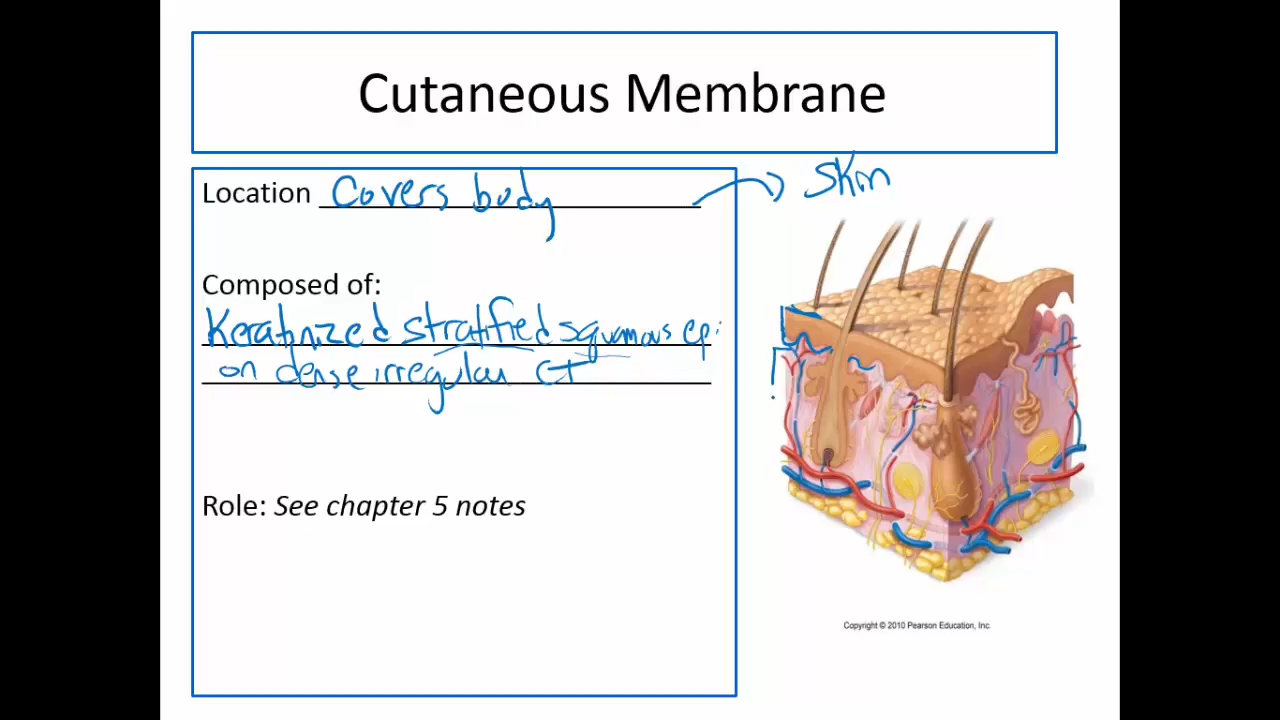 Cutaneous Membrane
Location Covers body → Skin
Composed of:
Keratinized stratified squamous epi.
on dense irregular CT
Role: See chapter 5 notes
Copyright © 2010 Pearson Education, Inc.